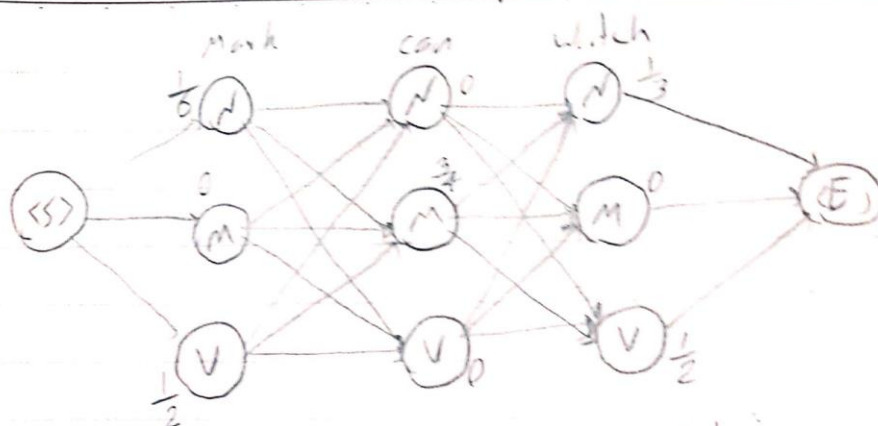 Mark can watch
1/6 N N 0 N 1/3
<S> 0 M 3/4 M M 0 <E>
V 1/2 V 0 V 1/2